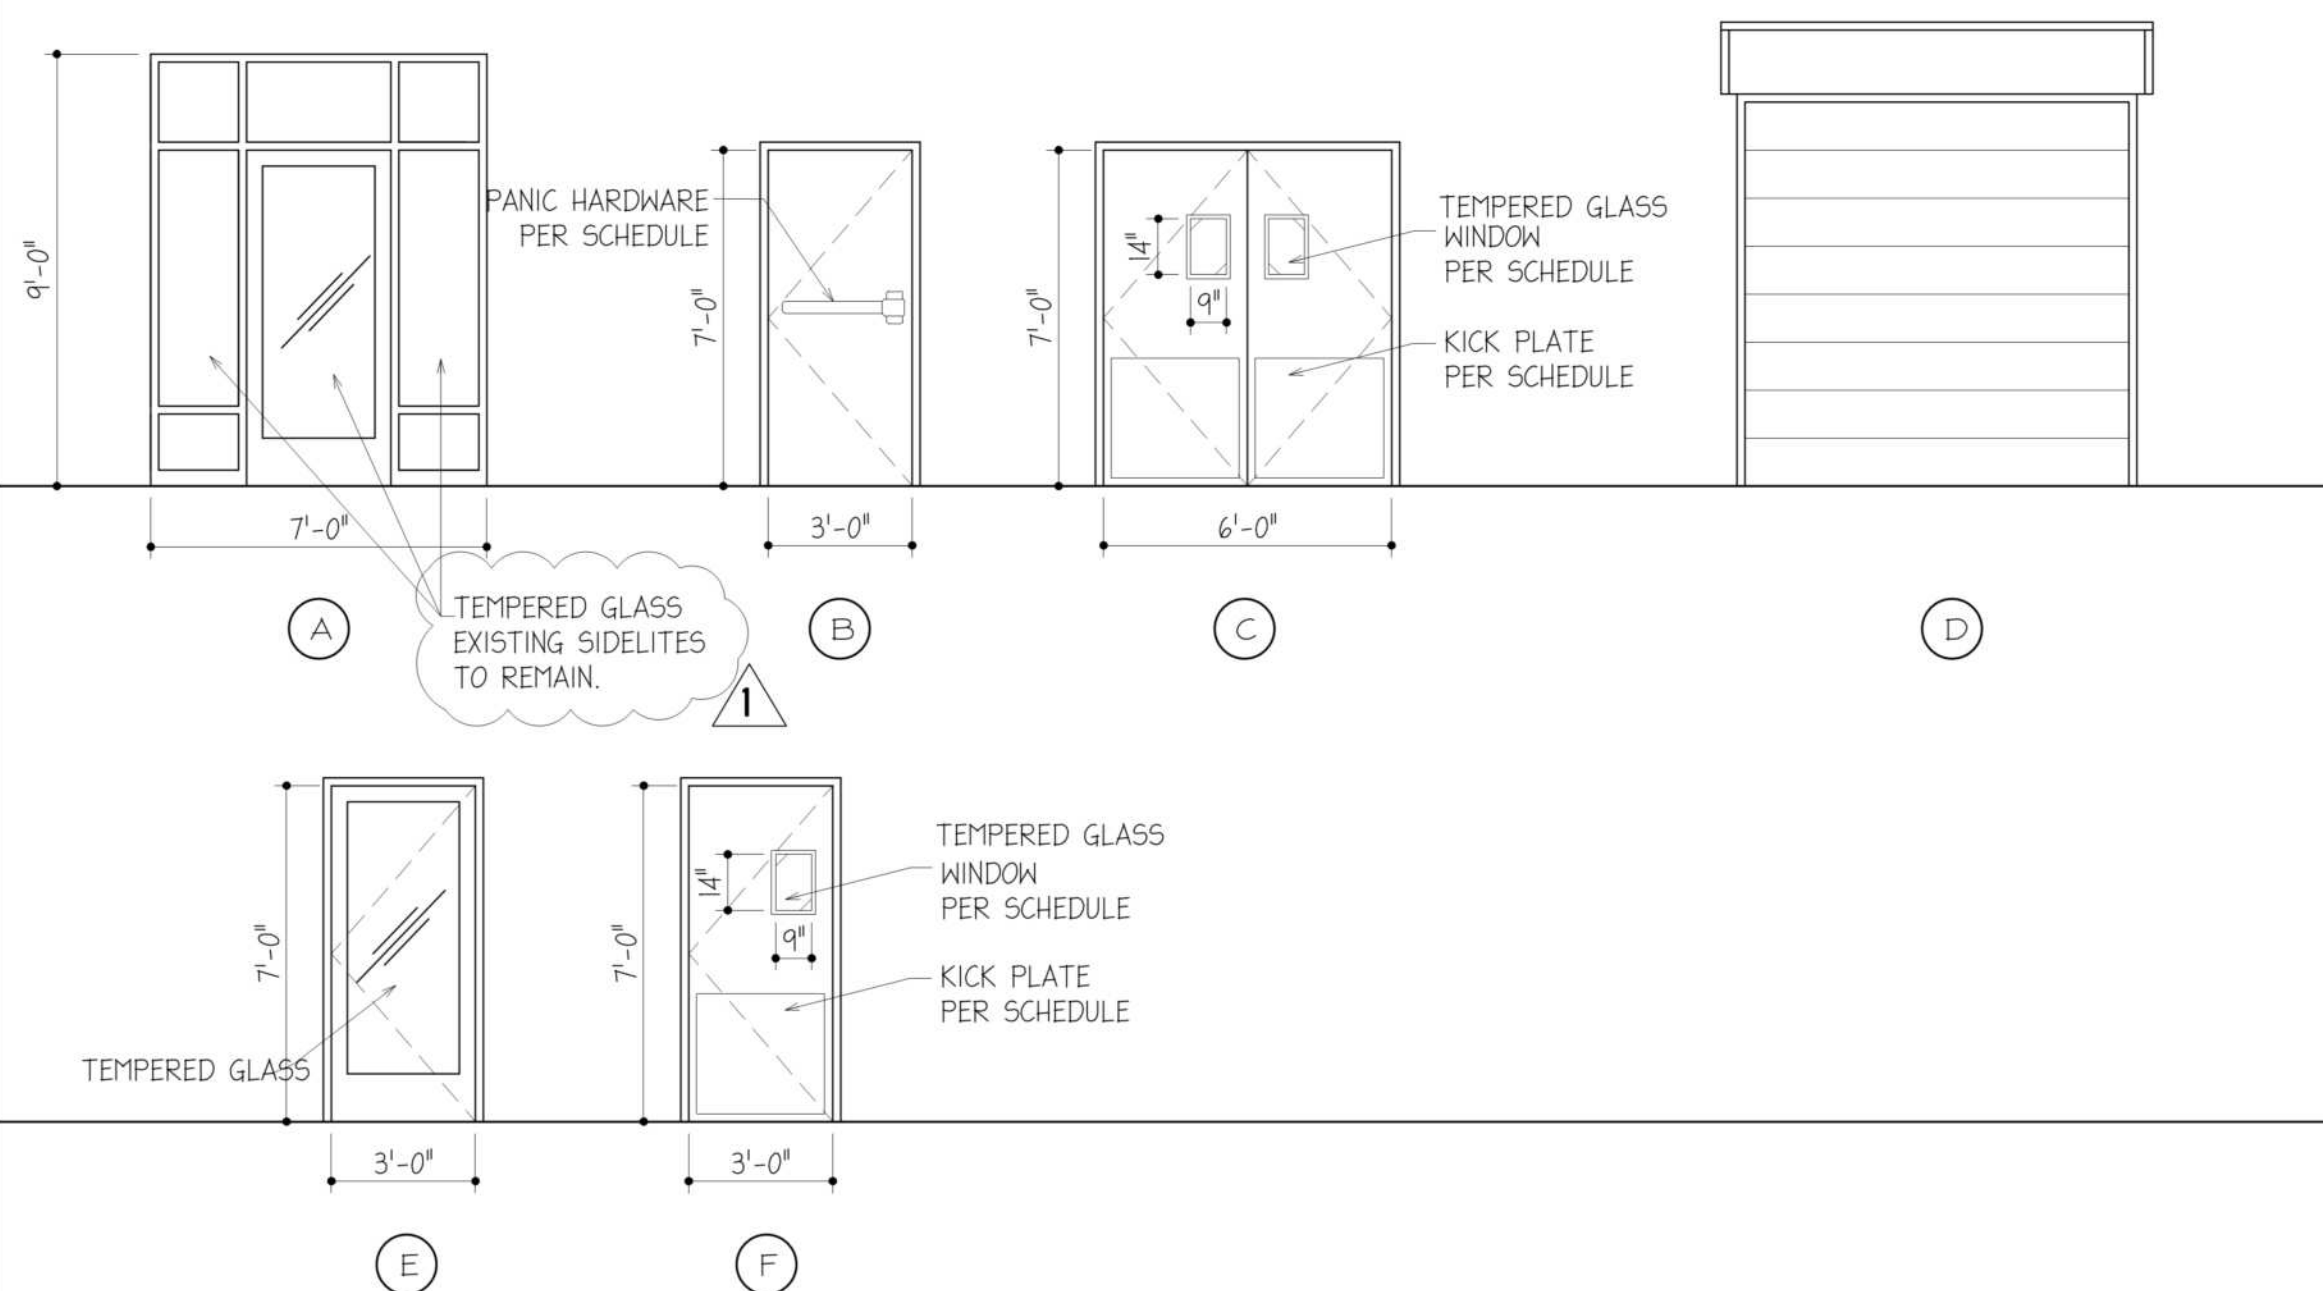 9'-0"
PANIC HARDWARE
PER SCHEDULE
7'-0"
7'-0"
14"
9"
TEMPERED GLASS
WINDOW
PER SCHEDULE
KICK PLATE
PER SCHEDULE
7'-0"
3'-0"
6'-0"
TEMPERED GLASS
EXISTING SIDELITES
TO REMAIN.
1
A
B
C
D
7'-0"
TEMPERED GLASS
7'-0"
14"
9"
TEMPERED GLASS
WINDOW
PER SCHEDULE
KICK PLATE
PER SCHEDULE
3'-0"
3'-0"
E
F